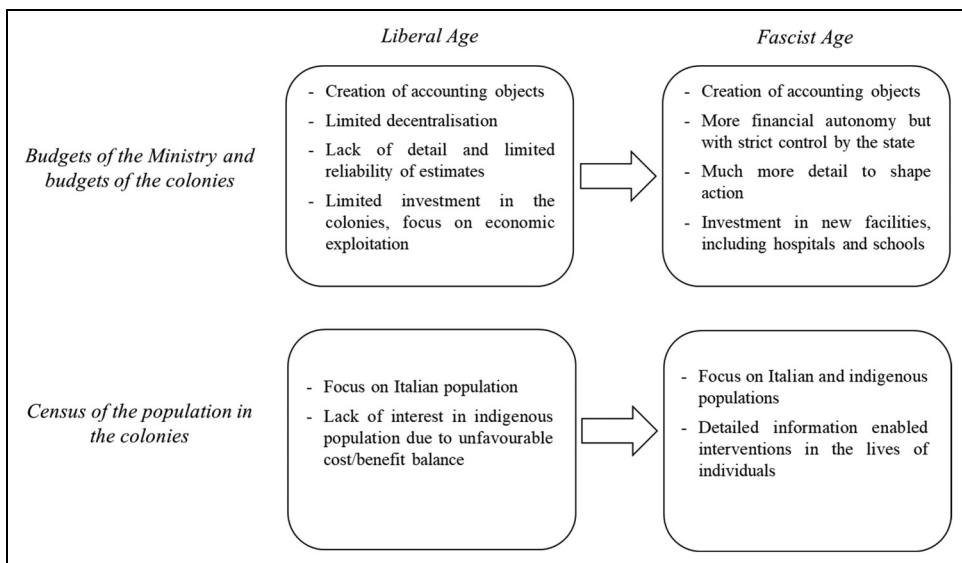 Liberal Age
Fascist Age
Budgets of the Ministry and
budgets of the colonies
- Creation of accounting objects
- Limited decentralisation
- Lack of detail and limited
reliability of estimates
- Limited investment in the
colonies, focus on economic
exploitation
- Creation of accounting objects
- More financial autonomy but
with strict control by the state
- Much more detail to shape
action
- Investment in new facilities,
including hospitals and schools
Census of the population in
the colonies
- Focus on Italian population
- Lack of interest in indigenous
population due to unfavourable
cost/benefit balance
- Focus on Italian and indigenous
populations
- Detailed information enabled
interventions in the lives of
individuals